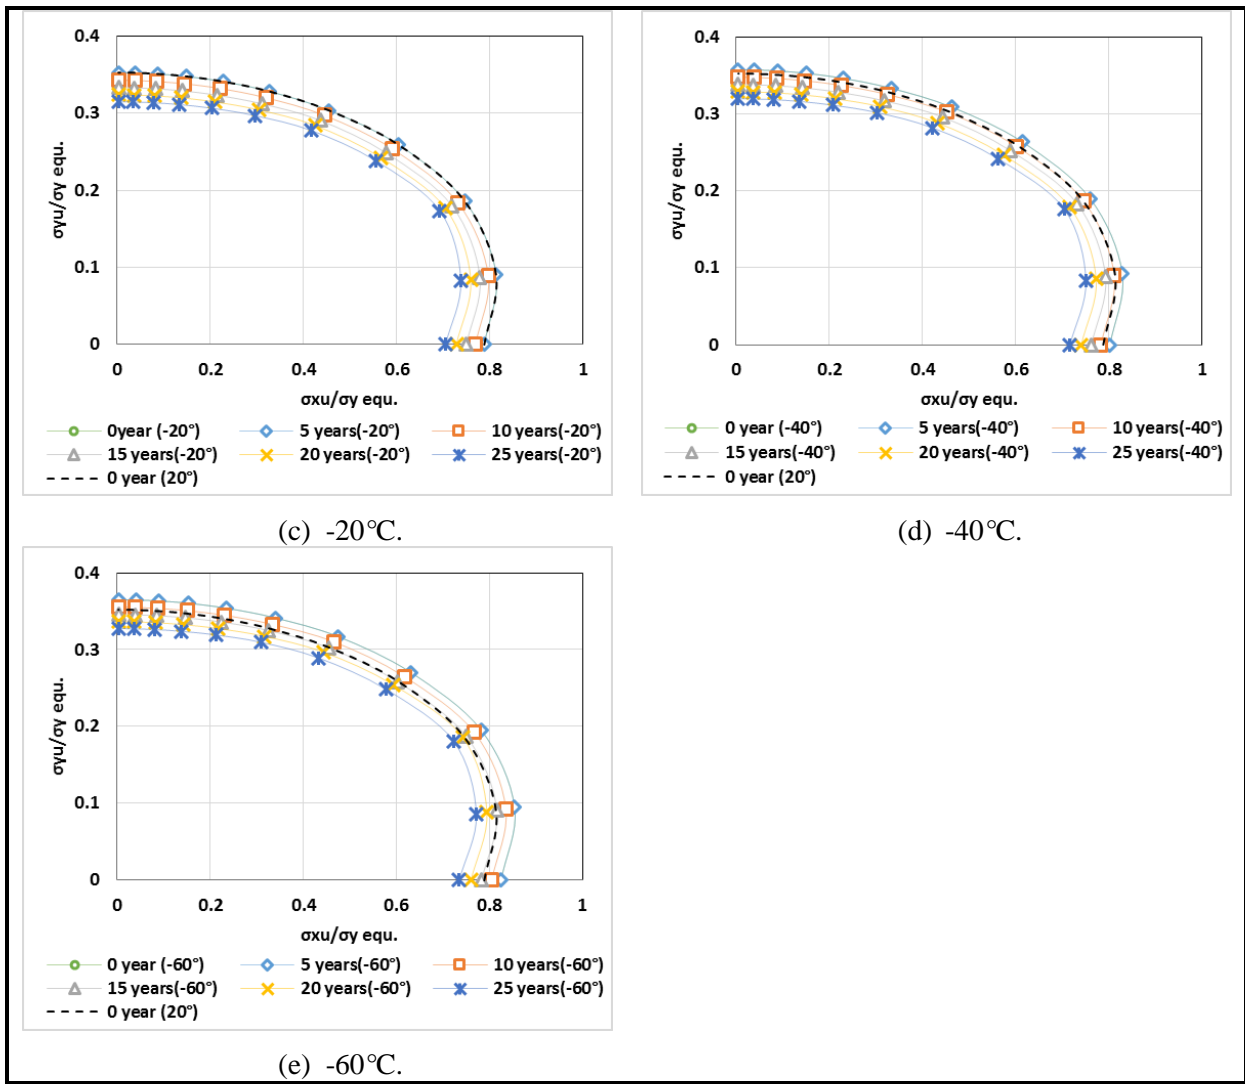 0.4
0.3
0.2
0.1
0
0 0.2 0.4 0.6 0.8 1
σyu/σy equ.
σxu/σy equ.
0year (-20°) 5 years(-20°) 10 years(-20°)
15 years(-20°) 20 years(-20°) 25 years(-20°)
0 year (20°)
(c) -20°C.
0.4
0.3
0.2
0.1
0
0 0.2 0.4 0.6 0.8 1
σyu/σy equ.
σxu/σy equ.
0 year (-40°) 5 years(-40°) 10 years(-40°)
15 years(-40°) 20 years(-40°) 25 years(-40°)
0 year (20°)
(d) -40°C.
0.4
0.3
0.2
0.1
0
0 0.2 0.4 0.6 0.8 1
σyu/σy equ.
σxu/σy equ.
0 year (-60°) 5 years(-60°) 10 years(-60°)
15 years(-60°) 20 years(-60°) 25 years(-60°)
0 year (20°)
(e) -60°C.